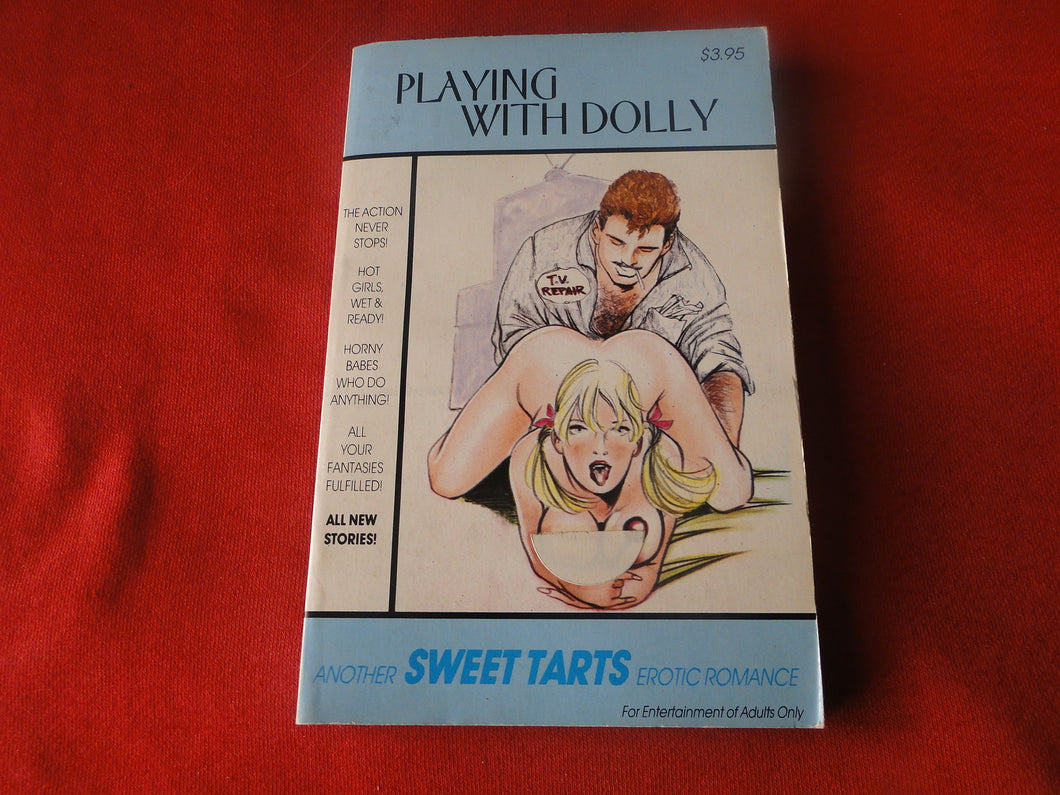 $3.95
PLAYING
WITH DOLLY
THE ACTION
NEVER
STOPS!
HOT
GIRLS,
WET &
READY!
HORNY
BABES
WHO DO
ANYTHING!
ALL
YOUR
FANTASIES
FULFILLED!
ALL NEW
STORIES!
T.V.
REPAIR
ANOTHER SWEET TARTS EROTIC ROMANCE
For Entertainment of Adults Only